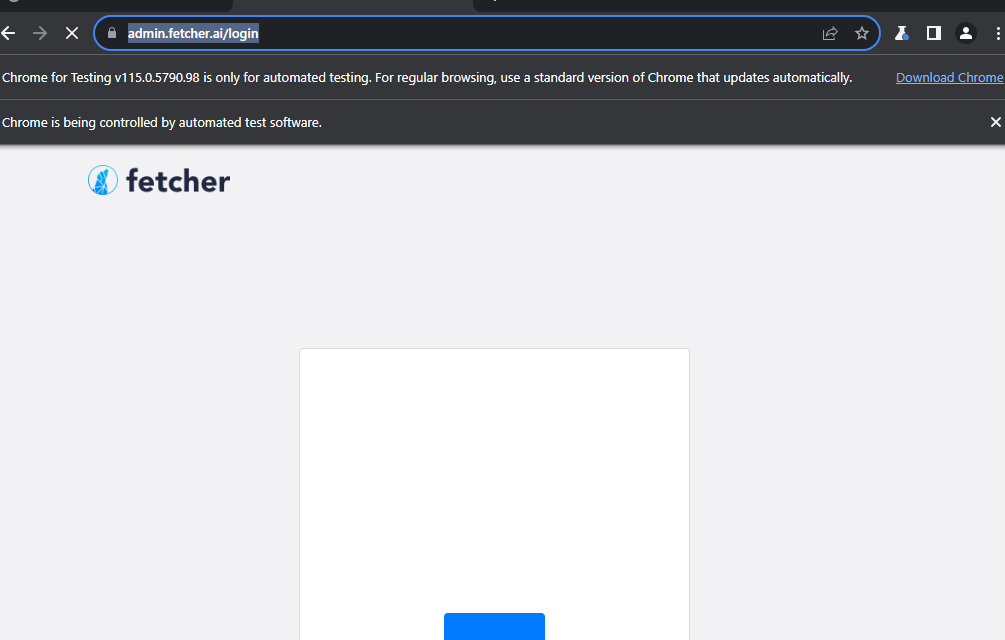 admin.fetcher.ai/login
Chrome for Testing v115.0.5790.98 is only for automated testing. For regular browsing, use a standard version of Chrome that updates automatically.
Download Chrome
Chrome is being controlled by automated test software.
fetcher